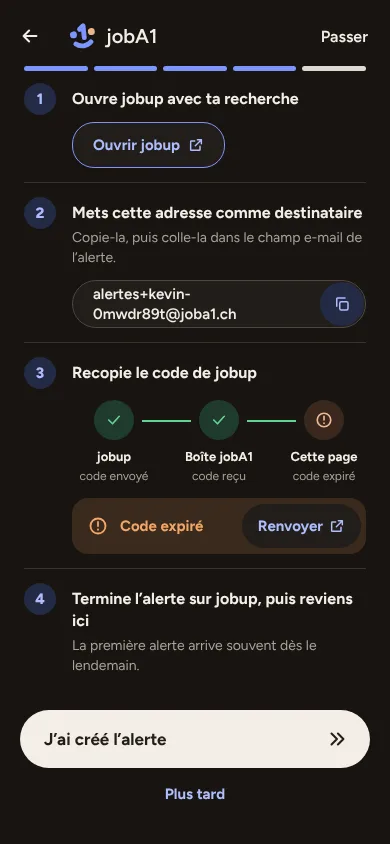 jobA1
Passer
1
Ouvre jobup avec ta recherche
Ouvrir jobup
2
Mets cette adresse comme destinataire
Copie-la, puis colle-la dans le champ e-mail de
l’alerte.
alertes+kevin-
0mwdr89t@joba1.ch
3
Recopie le code de jobup
jobup
code envoyé
Boîte jobA1
code reçu
Cette page
code expiré
Code expiré
Renvoyer
4
Termine l’alerte sur jobup, puis reviens
ici
La première alerte arrive souvent dès le
lendemain.
J’ai créé l’alerte
Plus tard